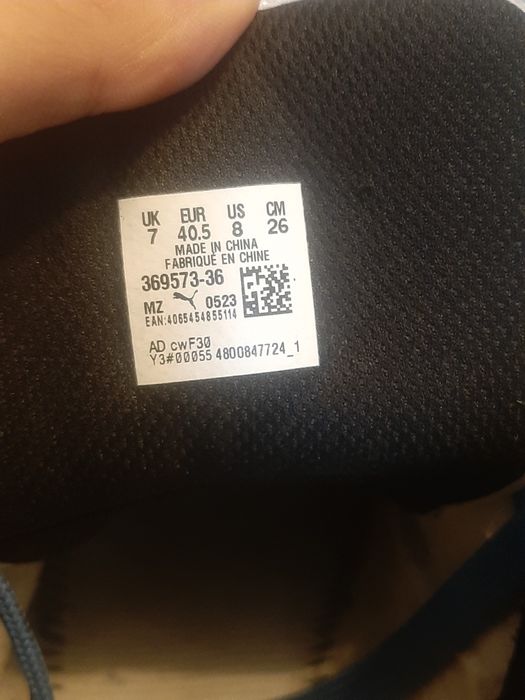 UK EUR US CM
7 40.5 8 26
MADE IN CHINA
FABRIQUÉ EN CHINE
369573-36
MZ 0523
EAN:4065454855114
AD cwF30
Y3#00055 4800847724_1